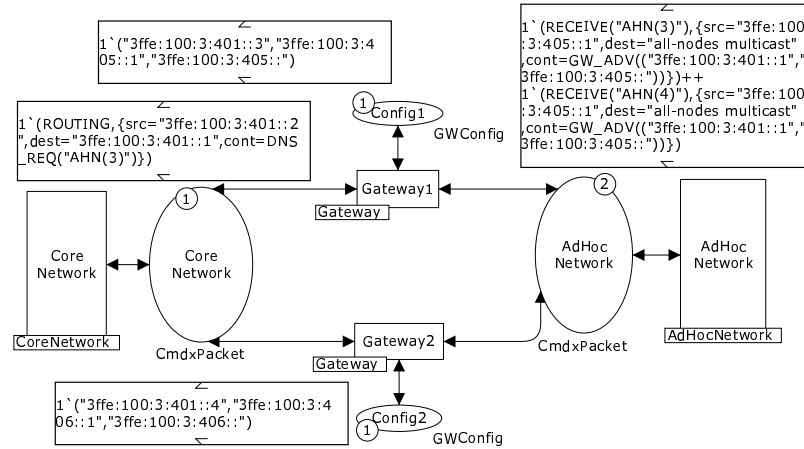 1`("3ffe:100:3:401::3","3ffe:100:3:4
05::1","3ffe:100:3:405::")
1`(RECEIVE("AHN(3)"),{src="3ffe:100
:3:405::1",dest="all-nodes multicast"
,cont=GW_ADV(("3ffe:100:3:401::1","
3ffe:100:3:405::"))})++
1`(RECEIVE("AHN(4)"),{src="3ffe:100
:3:405::1",dest="all-nodes multicast"
,cont=GW_ADV(("3ffe:100:3:401::1","
3ffe:100:3:405::"))})
1`(ROUTING,{src="3ffe:100:3:401::2
",dest="3ffe:100:3:401::1",cont=DNS
_REQ("AHN(3)")})
1
Config1
GWConfig
Gateway1
Gateway
1
2
Core
Network
CoreNetwork
Core
Network
CmdxPacket
AdHoc
Network
CmdxPacket
AdHoc
Network
AdHocNetwork
Gateway2
Gateway
1`("3ffe:100:3:401::4","3ffe:100:3:4
06::1","3ffe:100:3:406::")
Config2
1
GWConfig